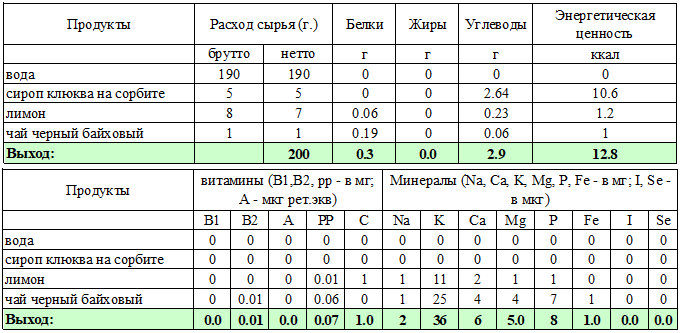 Продукты Расход сырья (г.) Белки Жиры Углеводы Энергетическая ценность
брутто нетто г г г ккал
вода 190 190 0 0 0 0
сироп клюква на сорбите 5 5 0 0 2.64 10.6
лимон 8 7 0.06 0 0.23 1.2
чай черный байховый 1 1 0.19 0 0.06 1
Выход: 200 0.3 0.0 2.9 12.8
Продукты витамины (В1,В2, рр - в мг; А - мкг рет.экв) Минералы (Na, Ca, K, Mg, P, Fe - в мг; I, Se - в мкг)
В1 В2 А РР С Na K Ca Mg P Fe I Se
вода 0 0 0 0 0 0 0 0 0 0 0 0 0
сироп клюква на сорбите 0 0 0 0 0 0 0 0 0 0 0 0 0
лимон 0 0 0 0.01 1 1 11 2 1 1 0 0 0
чай черный байховый 0 0.01 0 0.06 0 1 25 4 4 7 1 0 0
Выход: 0.0 0.01 0.0 0.07 1.0 2 36 6 5.0 8 1.0 0.0 0.0